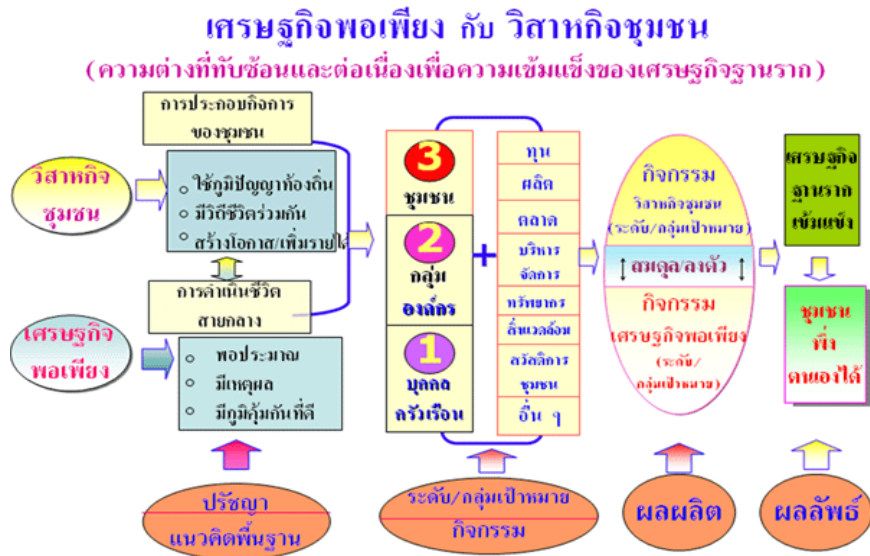 เศรษฐกิจพอเพียง กับ วิสาหกิจชุมชน
(ความต่างที่ทับซ้อนและต่อเนื่องเพื่อความเข้มแข็งของเศรษฐกิจฐานราก)
การประกอบกิจการ
ของชุมชน
วิสาหกิจ
ชุมชน
ใช้ภูมิปัญญาท้องถิ่น
มีวิถีชีวิตร่วมกัน
สร้างโอกาส/เพิ่มรายได้
การดำเนินชีวิต
สายกลาง
เศรษฐกิจ
พอเพียง
พอประมาณ
มีเหตุผล
มีภูมิคุ้มกันที่ดี
3
ชุมชน
2
กลุ่ม
องค์กร
1
บุคคล
ครัวเรือน
+
ทุน
ผลิต
ตลาด
บริหาร
จัดการ
ทรัพยากร
สิ่งแวดล้อม
สวัสดิการ
ชุมชน
อื่น ๆ
กิจกรรม
วิสาหกิจชุมชน
(ระดับ/กลุ่มเป้าหมาย)
สมดุล/ลงตัว
กิจกรรม
เศรษฐกิจพอเพียง
(ระดับ/
กลุ่มเป้าหมาย)
เศรษฐกิจ
ฐานราก
เข้มแข็ง
ชุมชน
พึ่ง
ตนเองได้
ปรัชญา
แนวคิดพื้นฐาน
ระดับ/กลุ่มเป้าหมาย
กิจกรรม
ผลผลิต
ผลลัพธ์